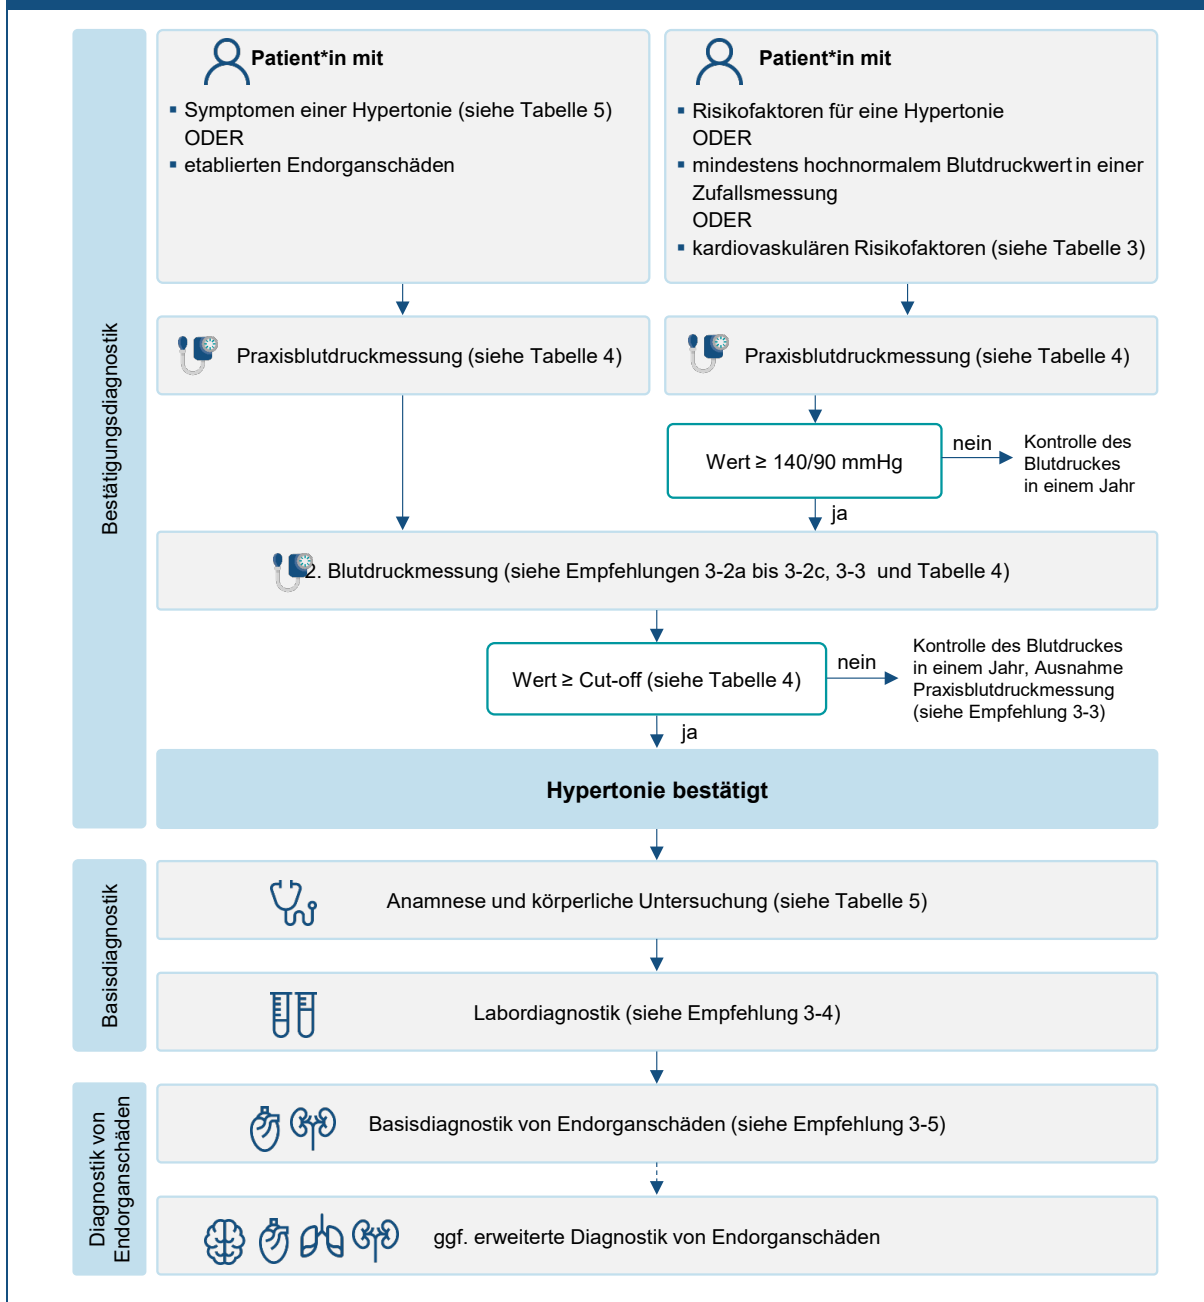 Bestätigungsdiagnostik
Patient*in mit
▪ Symptomen einer Hypertonie (siehe Tabelle 5)
ODER
▪ etablierten Endorganschäden
Patient*in mit
▪ Risikofaktoren für eine Hypertonie
ODER
▪ mindestens hochnormalem Blutdruckwert in einer
Zufallsmessung
ODER
▪ kardiovaskulären Risikofaktoren (siehe Tabelle 3)
Praxisblutdruckmessung (siehe Tabelle 4)
Praxisblutdruckmessung (siehe Tabelle 4)
Wert ≥ 140/90 mmHg
nein
Kontrolle des
Blutdruckes
in einem Jahr
ja
2. Blutdruckmessung (siehe Empfehlungen 3-2a bis 3-2c, 3-3 und Tabelle 4)
Wert ≥ Cut-off (siehe Tabelle 4)
nein
Kontrolle des Blutdruckes
in einem Jahr, Ausnahme
Praxisblutdruckmessung
(siehe Empfehlung 3-3)
ja
Hypertonie bestätigt
Basisdiagnostik
Anamnese und körperliche Untersuchung (siehe Tabelle 5)
Labordiagnostik (siehe Empfehlung 3-4)
Diagnostik von
Endorganschäden
Basisdiagnostik von Endorganschäden (siehe Empfehlung 3-5)
ggf. erweiterte Diagnostik von Endorganschäden